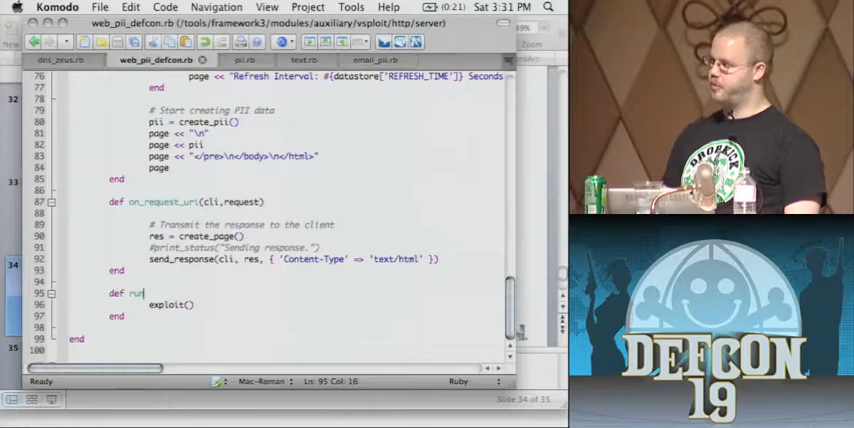 Komodo File Edit Code Navigation View Project Tools Window Help (0:21) Sat 3:31 PM
web_pii_defcon.rb (/tools/framework3/modules/auxiliary/vsploit/http/server)
49%
New
Zoom
dns_zeus.rb web_pii_defcon.rb pii.rb text.rb email_pii.rb
76 page << "Refresh Interval: #{datastore['REFRESH_TIME']} Seconds
77 end
78
79 # Start creating PII data
80 pii = create_pii()
81 page << "\n"
82 page << pii
83 page << "</pre>\n</body>\n</html>"
84 page
85 end
86
87 def on_request_uri(cli,request)
88
89 # Transmit the response to the client
90 res = create_page()
91 #print_status("Sending response.")
92 send_response(cli, res, { 'Content-Type' => 'text/html' })
93 end
94
95 def run
96 exploit()
97 end
98
99 end
100
32
33
34
35
Ready Mac-Roman Ln: 95 Col: 16 Ruby
Slide 34 of 35
DROPKICK
DEFCON
19